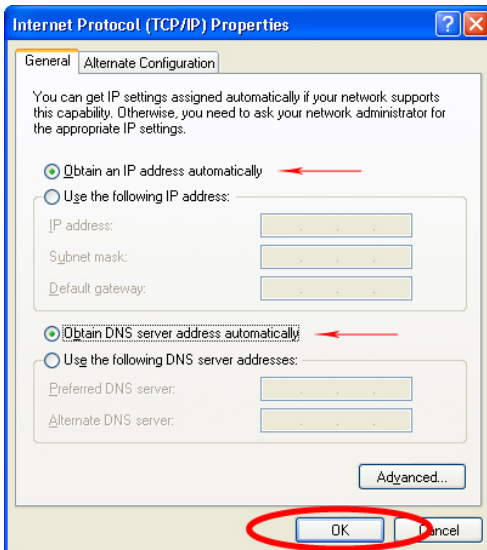 Internet Protocol (TCP/IP) Properties
General
Alternate Configuration
You can get IP settings assigned automatically if your network supports
this capability. Otherwise, you need to ask your network administrator for
the appropriate IP settings.
Obtain an IP address automatically
Use the following IP address:
IP address:
Subnet mask:
Default gateway:
Obtain DNS server address automatically
Use the following DNS server addresses:
Preferred DNS server:
Alternate DNS server:
Advanced...
OK
Cancel